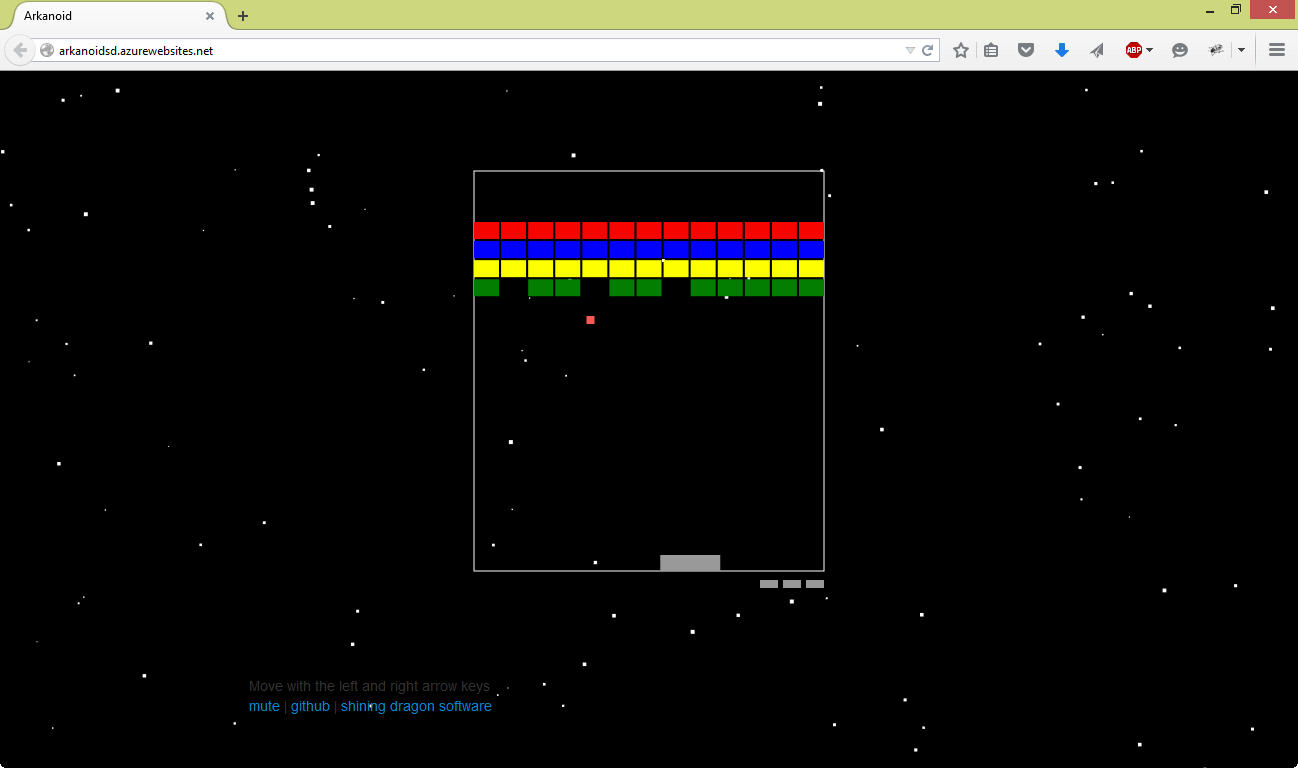 Arkanoid
arkanoidsd.azurewebsites.net
ABP
Move with the left and right arrow keys
mute | github | shining dragon software